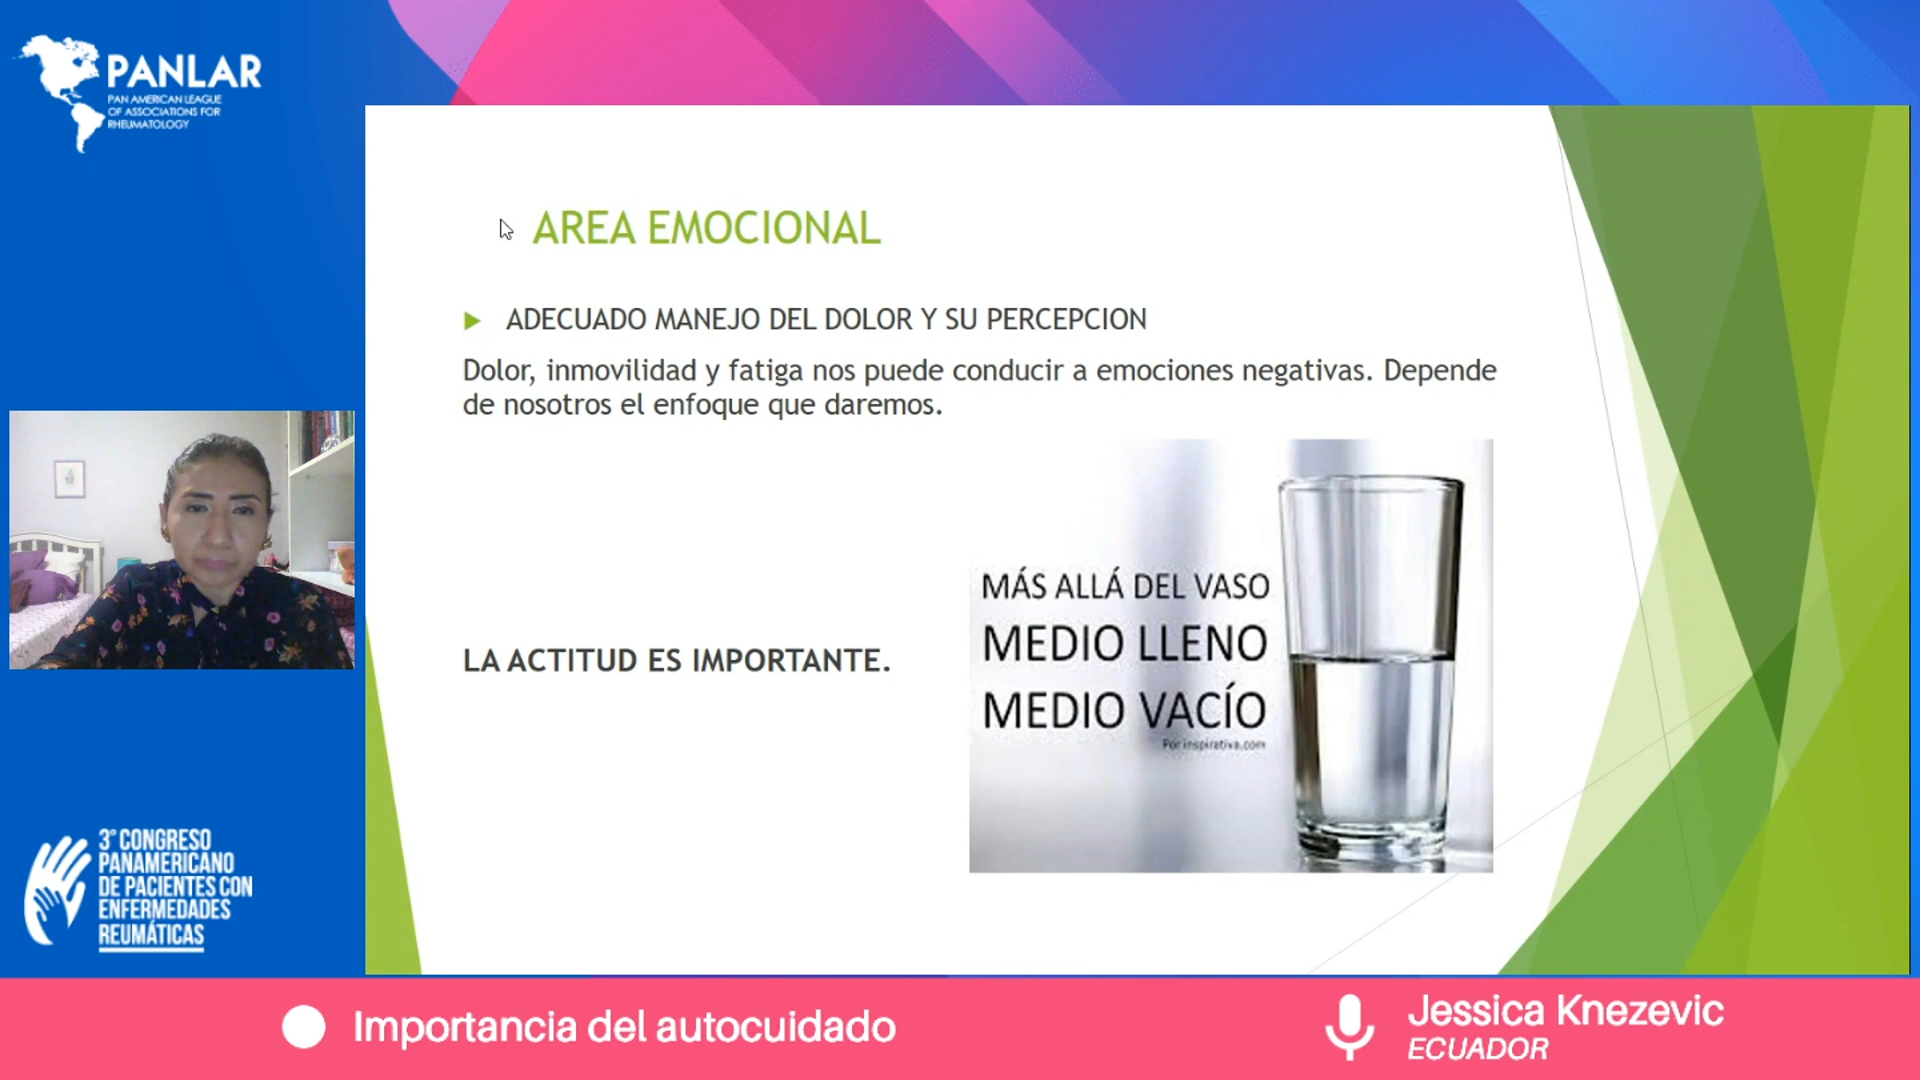 PANLAR
PAN AMERICAN LEAGUE
OF ASSOCIATIONS FOR
RHEUMATOLOGY
AREA EMOCIONAL
ADECUADO MANEJO DEL DOLOR Y SU PERCEPCION
Dolor, inmovilidad y fatiga nos puede conducir a emociones negativas. Depende
de nosotros el enfoque que daremos.
MÁS ALLÁ DEL VASO
MEDIO LLENO
MEDIO VACÍO
Por inspirativa.com
LA ACTITUD ES IMPORTANTE.
3° CONGRESO
PANAMERICANO
DE PACIENTES CON
ENFERMEDADES
REUMÁTICAS
Importancia del autocuidado
Jessica Knezevic
ECUADOR